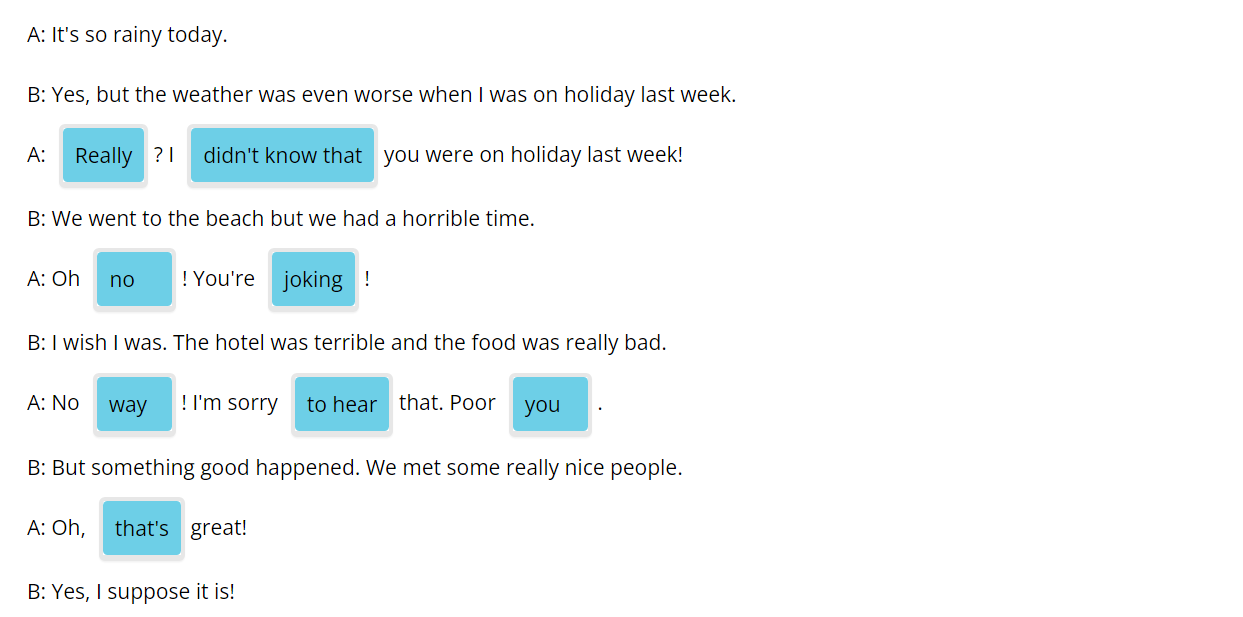 A: It's so rainy today.
B: Yes, but the weather was even worse when I was on holiday last week.
A: Really ? I didn't know that you were on holiday last week!
B: We went to the beach but we had a horrible time.
A: Oh no ! You're joking !
B: I wish I was. The hotel was terrible and the food was really bad.
A: No way ! I'm sorry to hear that. Poor you .
B: But something good happened. We met some really nice people.
A: Oh, that's great!
B: Yes, I suppose it is!